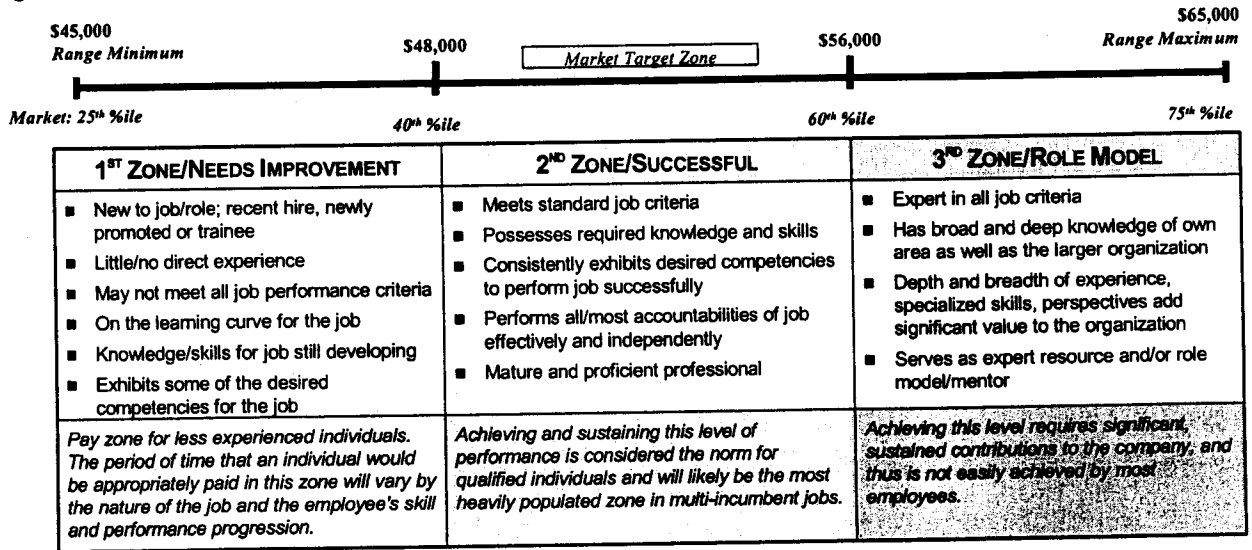 $45,000
Range Minimum
$48,000
Market Target Zone
$56,000
$65,000
Range Maximum
Market: 25th %ile
40th %ile
60th %ile
75th %ile
1ST ZONE/NEEDS IMPROVEMENT
■ New to job/role; recent hire, newly
promoted or trainee
■ Little/no direct experience
■ May not meet all job performance criteria
■ On the learning curve for the job
■ Knowledge/skills for job still developing
■ Exhibits some of the desired
competencies for the job
Pay zone for less experienced individuals.
The period of time that an individual would
be appropriately paid in this zone will vary by
the nature of the job and the employee's skill
and performance progression.
2ND ZONE/SUCCESSFUL
■ Meets standard job criteria
■ Possesses required knowledge and skills
■ Consistently exhibits desired competencies
to perform job successfully
■ Performs all/most accountabilities of job
effectively and independently
■ Mature and proficient professional
Achieving and sustaining this level of
performance is considered the norm for
qualified individuals and will likely be the most
heavily populated zone in multi-incumbent jobs.
3RD ZONE/ROLE MODEL
■ Expert in all job criteria
■ Has broad and deep knowledge of own
area as well as the larger organization
■ Depth and breadth of experience,
specialized skills, perspectives add
significant value to the organization
■ Serves as expert resource and/or role
model/mentor
Achieving this level requires significant,
sustained contributions to the company, and
thus is not easily achieved by most
employees.